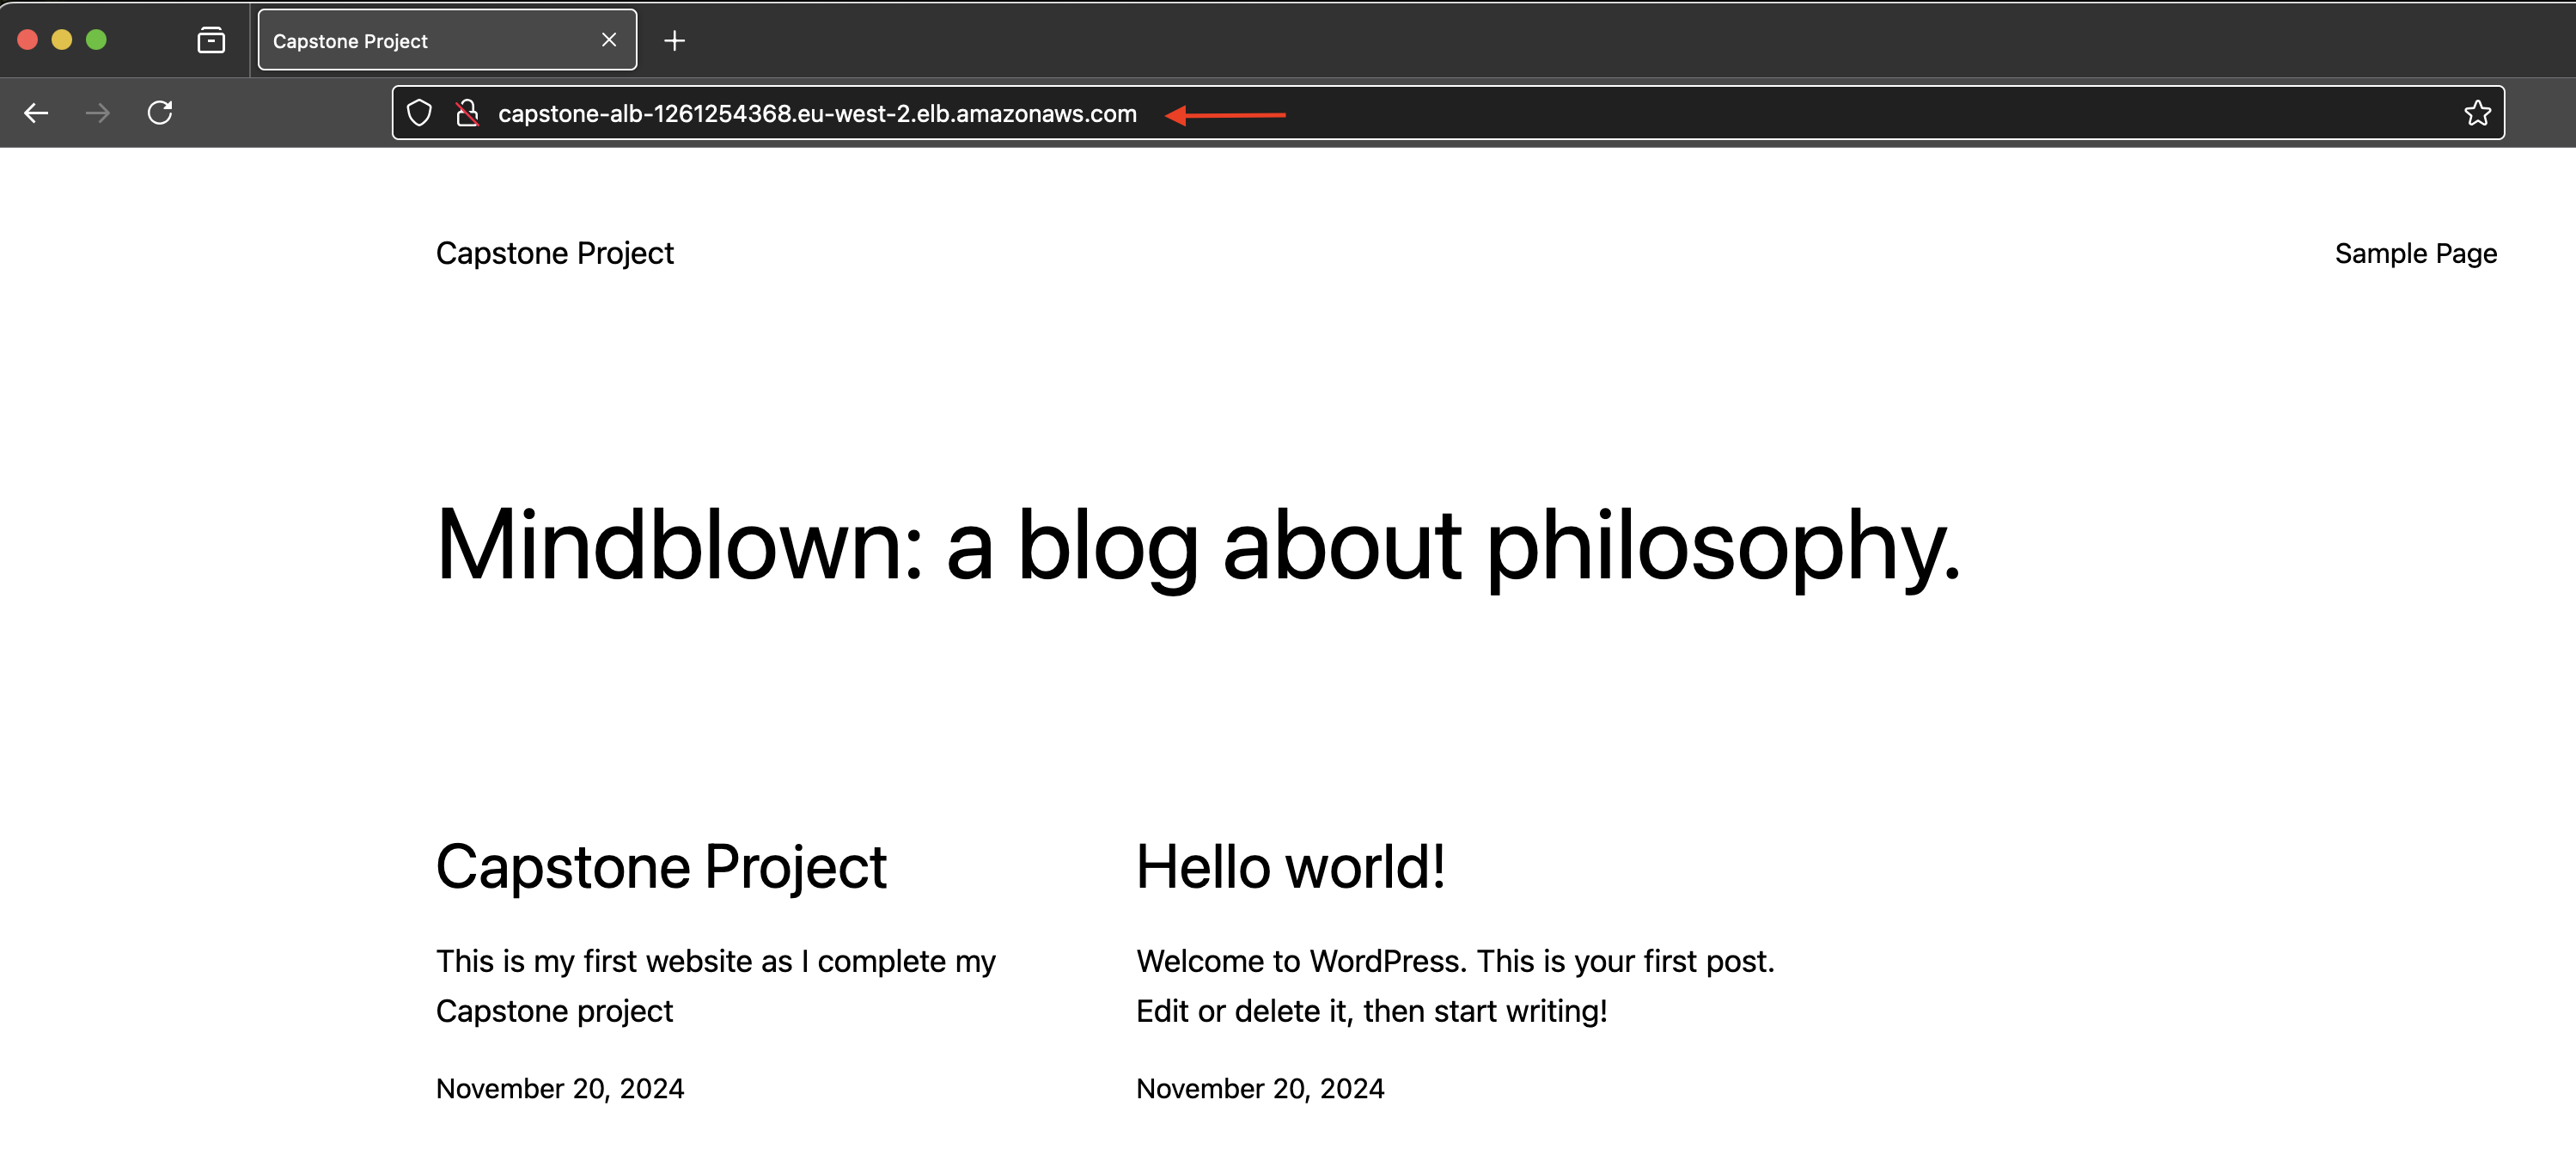 Capstone Project
capstone-alb-1261254368.eu-west-2.elb.amazonaws.com
Capstone Project
Sample Page
Mindblown: a blog about philosophy.
Capstone Project
This is my first website as I complete my
Capstone project
November 20, 2024
Hello world!
Welcome to WordPress. This is your first post.
Edit or delete it, then start writing!
November 20, 2024